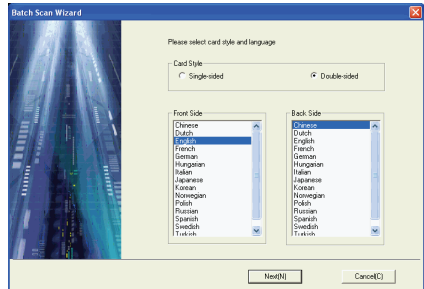 Batch Scan Wizard
Please select card style and language
Card Style
Single-sided
Double-sided
Front Side
Chinese
Dutch
English
French
German
Hungarian
Italian
Japanese
Korean
Norwegian
Polish
Russian
Spanish
Swedish
Turkish
Back Side
Chinese
Dutch
English
French
German
Hungarian
Italian
Japanese
Korean
Norwegian
Polish
Russian
Spanish
Swedish
Turkish
Next(N)
Cancel(C)